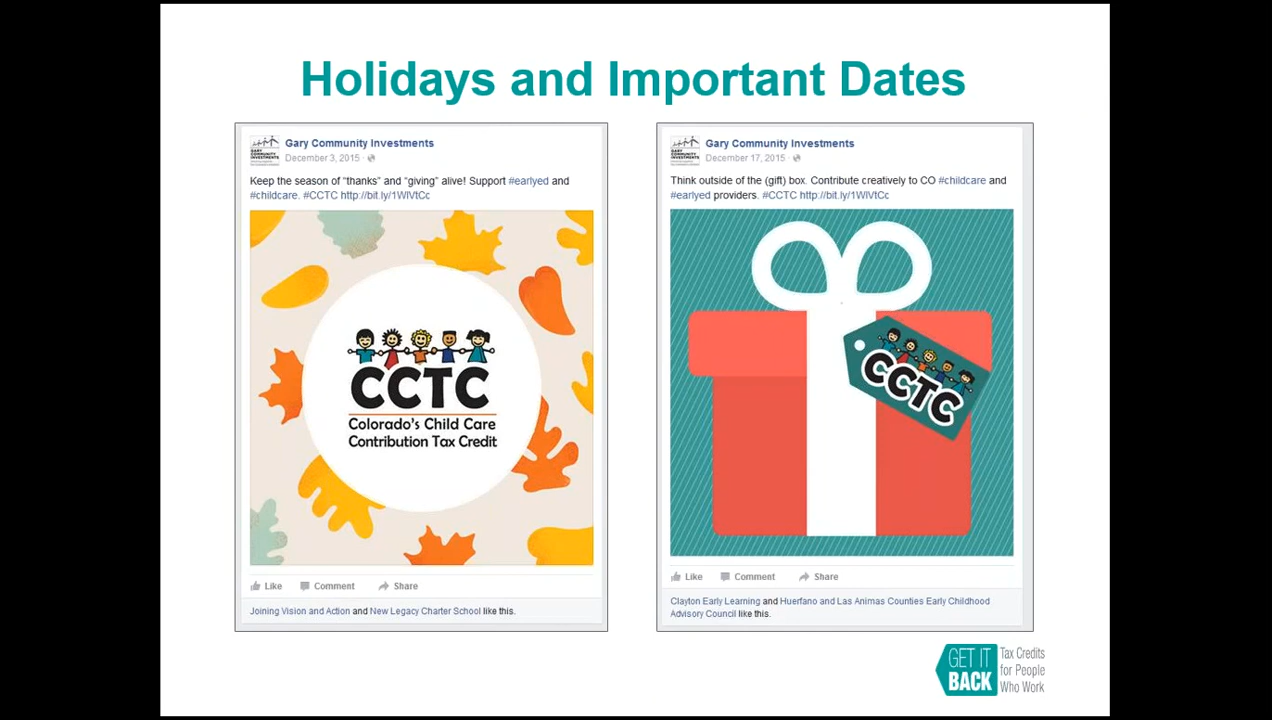 Holidays and Important Dates
Gary Community Investments
December 3, 2015
Keep the season of "thanks" and "giving" alive! Support #earlyed and
#childcare. #CCTC http://bit.ly/1WIVtCc
CCTC
Colorado's Child Care
Contribution Tax Credit
Like Comment Share
Joining Vision and Action and New Legacy Charter School like this.
Gary Community Investments
December 17, 2015
Think outside of the (gift) box. Contribute creatively to CO #childcare and
#earlyed providers. #CCTC http://bit.ly/1WIVtCc
CCTC
Like Comment Share
Clayton Early Learning and Huerfano and Las Animas Counties Early Childhood
Advisory Council like this.
GET IT
BACK
Tax Credits
for People
Who Work